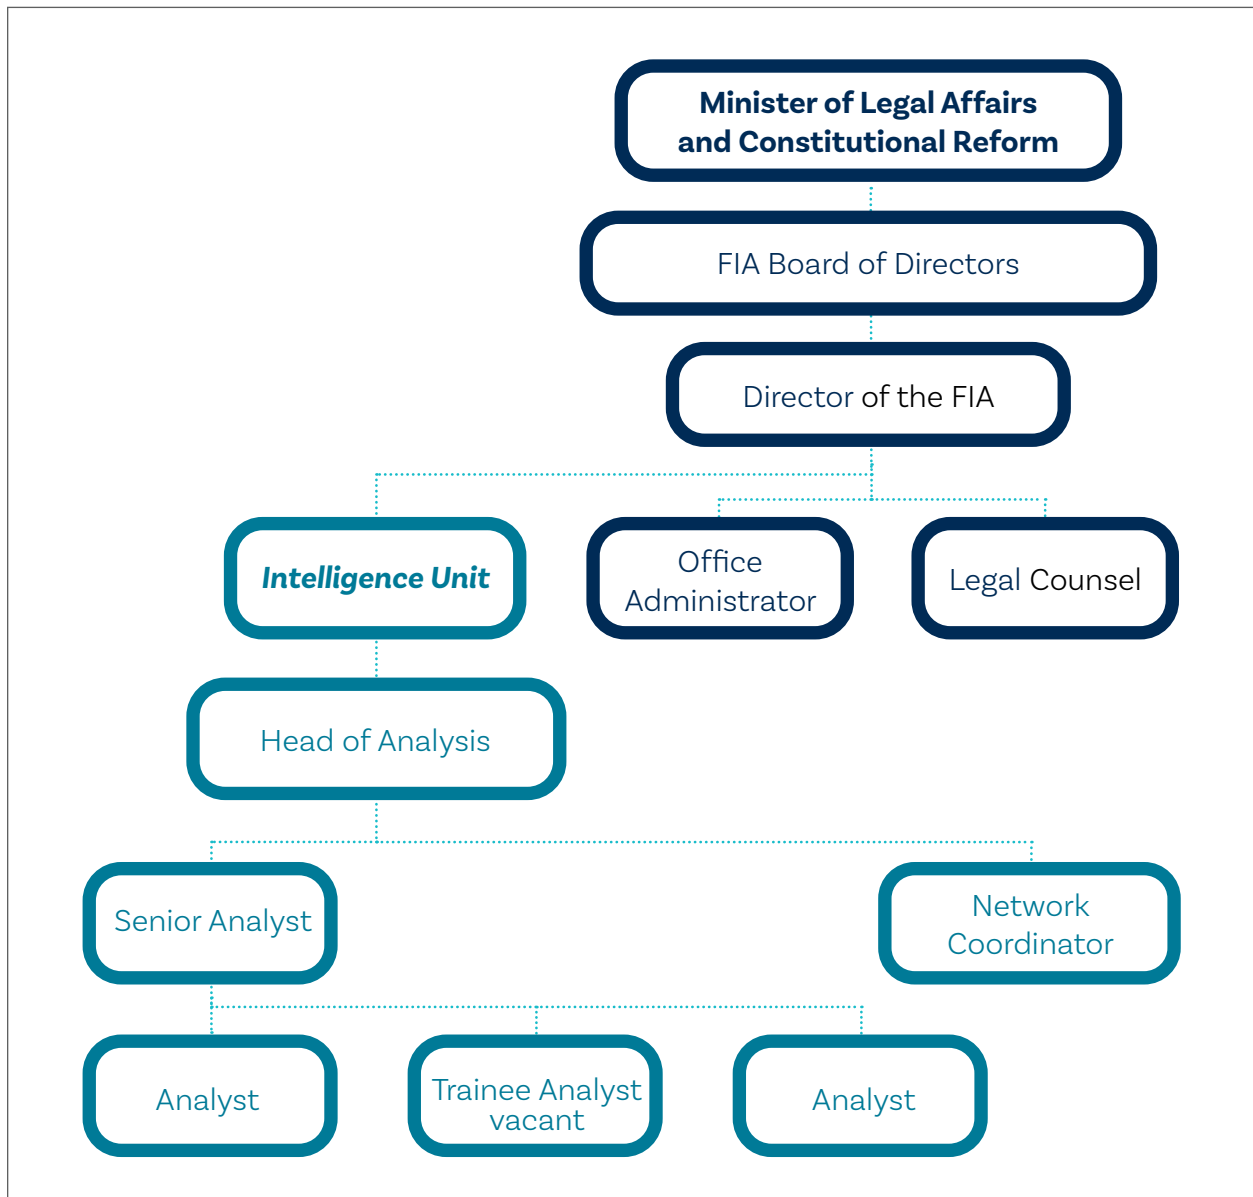 Minister of Legal Affairs
and Constitutional Reform
FIA Board of Directors
Director of the FIA
Intelligence Unit
Office
Administrator
Legal Counsel
Head of Analysis
Senior Analyst
Network
Coordinator
Analyst
Trainee Analyst
vacant
Analyst